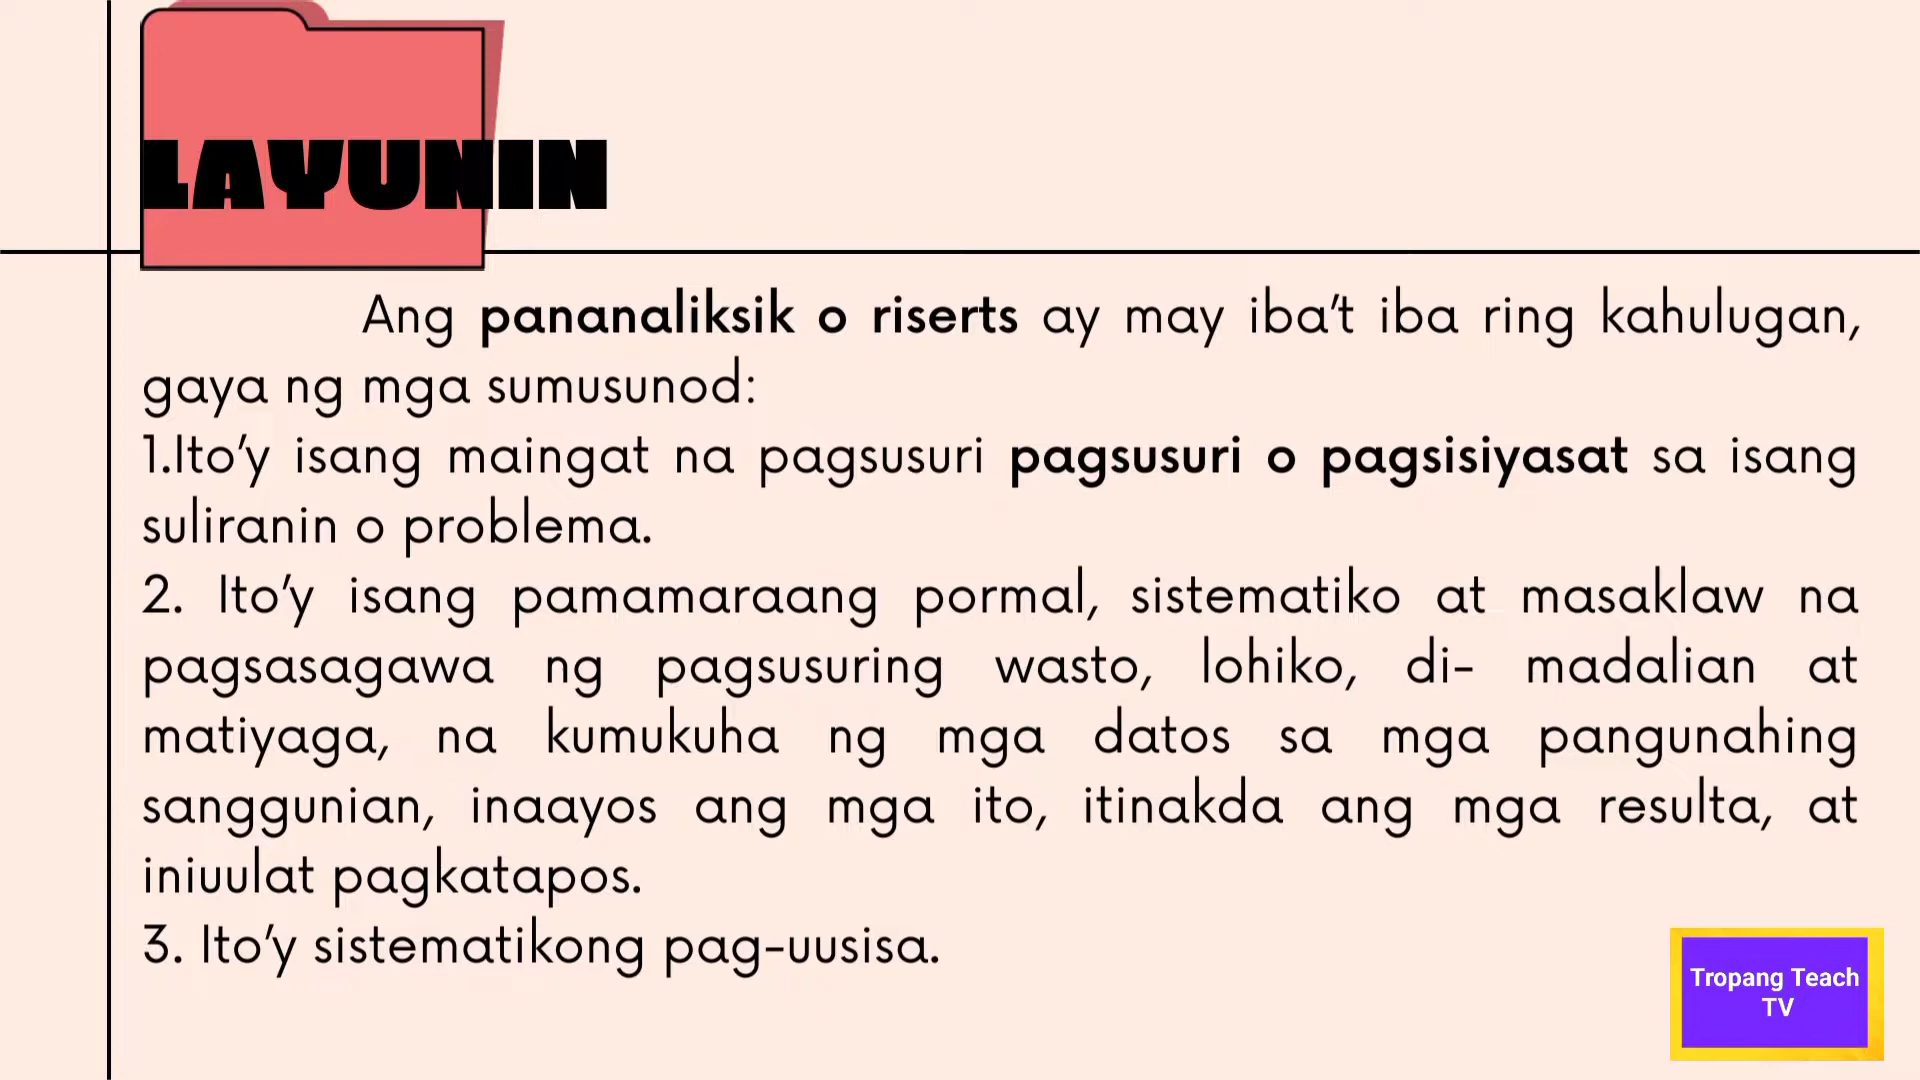 LAYUNIN
Ang pananaliksik o riserts ay may iba't iba ring kahulugan,
gaya ng mga sumusunod:
1.Ito'y isang maingat na pagsusuri pagsusuri o pagsisiyasat sa isang
suliranin o problema.
2. Ito'y isang pamamaraang pormal, sistematiko at masaklaw na
pagsasagawa ng pagsusuring wasto, lohiko, di- madalian at
matiyaga, na kumukuha ng mga datos sa mga pangunahing
sanggunian, inaayos ang mga ito, itinakda ang mga resulta, at
iniuulat pagkatapos.
3. Ito'y sistematikong pag-uusisa.
Tropang Teach
TV